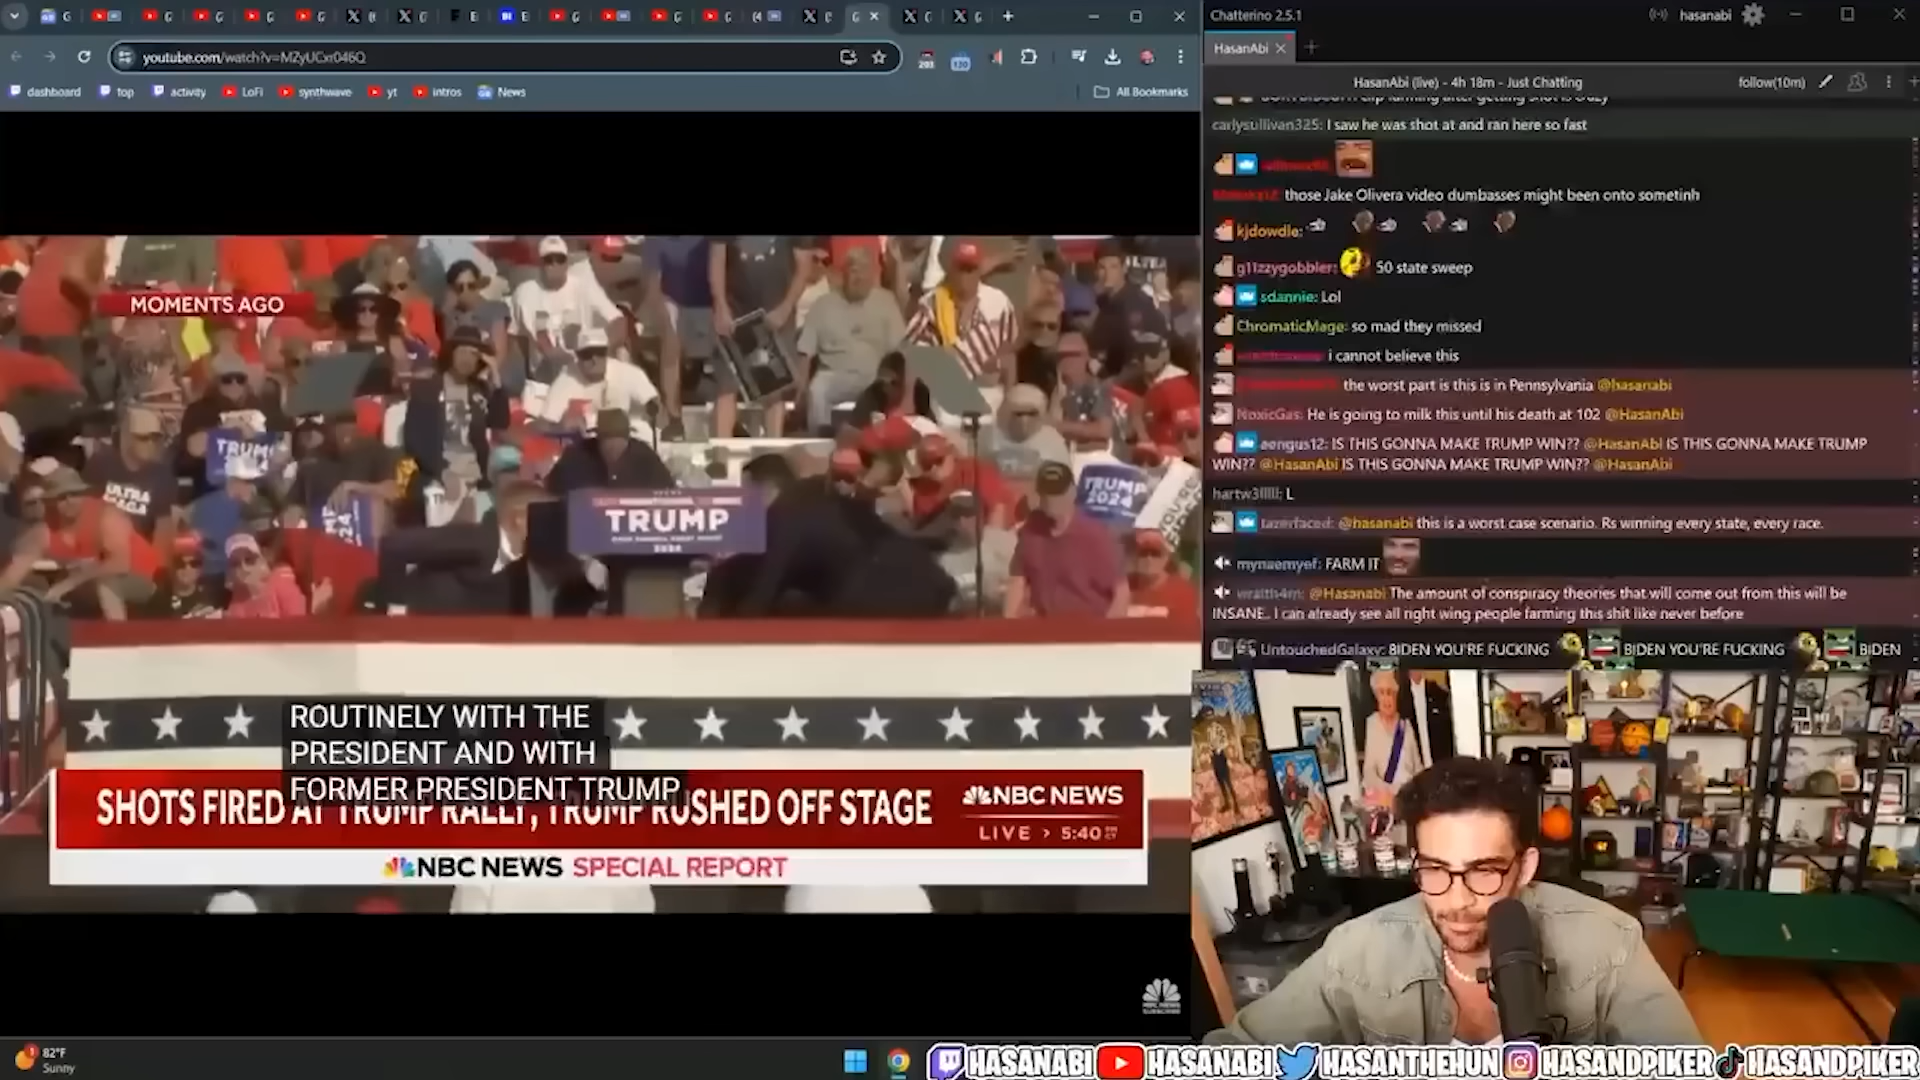 youtube.com/watch?v=MZyUCxr046Q
dashboard
top
activity
LoFi
synthwave
yt
intros
News
All Bookmarks
MOMENTS AGO
ULTRA
MAGA
TRUMP
TRUMP
2024
TRUMP
2024
ROUTINELY WITH THE
PRESIDENT AND WITH
FORMER PRESIDENT TRUMP
SHOTS FIRED AT TRUMP RALLY, TRUMP RUSHED OFF STAGE
NBC NEWS
LIVE > 5:40
NBC NEWS SPECIAL REPORT
82°F
Sunny
Chatterino 2.5.1
hasanabi
HasanAbi
HasanAbi (live) - 4h 18m - Just Chatting
follow(10m)
carlysullivan325: I saw he was shot at and ran here so fast
those Jake Olivera video dumbasses might been onto sometinh
kjdowdle:
g11zzygobbler: 50 state sweep
sdannie: Lol
ChromaticMage: so mad they missed
i cannot believe this
the worst part is this is in Pennsylvania @hasanabi
NoxicGas: He is going to milk this until his death at 102 @HasanAbi
aengus12: IS THIS GONNA MAKE TRUMP WIN?? @HasanAbi IS THIS GONNA MAKE TRUMP
WIN?? @HasanAbi IS THIS GONNA MAKE TRUMP WIN?? @HasanAbi
hartw3lllll: L
tazerfaced: @hasanabi this is a worst case scenario. Rs winning every state, every race.
mynaemyef: FARM IT
wraith4m: @Hasanabi The amount of conspiracy theories that will come out from this will be
INSANE.. I can already see all right wing people farming this shit like never before
UntouchedGalaxy: BIDEN YOU'RE FUCKING BIDEN YOU'RE FUCKING BIDEN
HASANABI
HASANABI
HASANTHEHUN
HASANDPIKER
HASANDPIKER